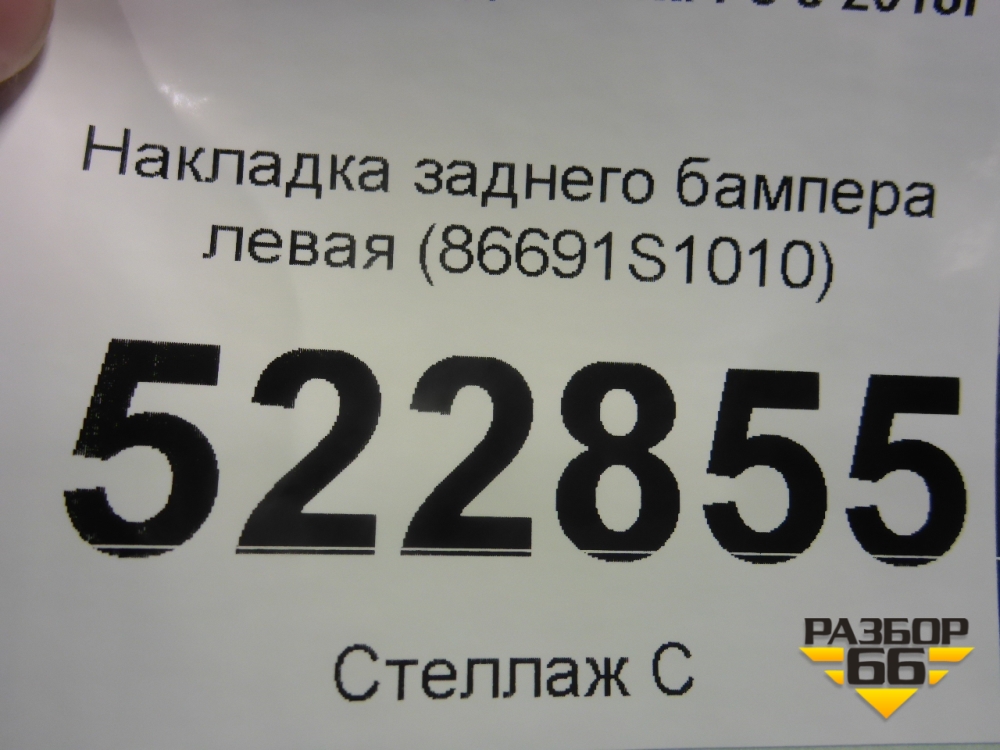 Накладка заднего бампера
левая (86691S1010)
522855
Стеллаж С
РАЗБОР
66